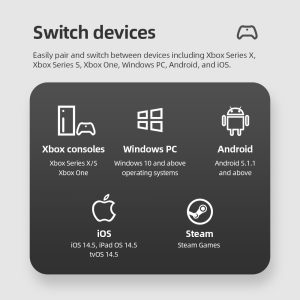 Switch devices
Easily pair and switch between devices including Xbox Series X,
Xbox Series S, Xbox One, Windows PC, Android, and iOS.
Xbox consoles
Xbox Series X/S
Xbox One
Windows PC
Windows 10 and above
operating systems
Android
Android 5.1.1
and above
iOS
iOS 14.5, iPad OS 14.5
tvOS 14.5
Steam
Steam Games